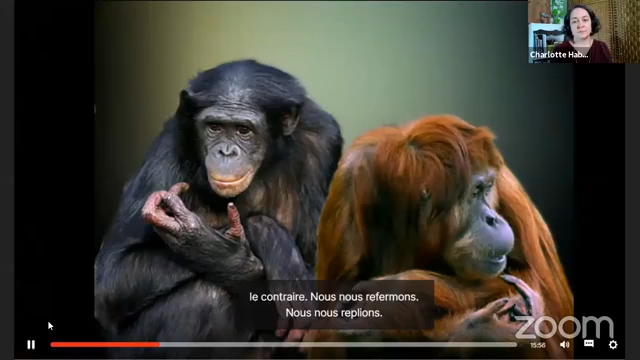 Charlotte Hab...
le contraire. Nous nous refermons.
Nous nous replions.
zoom
15:56